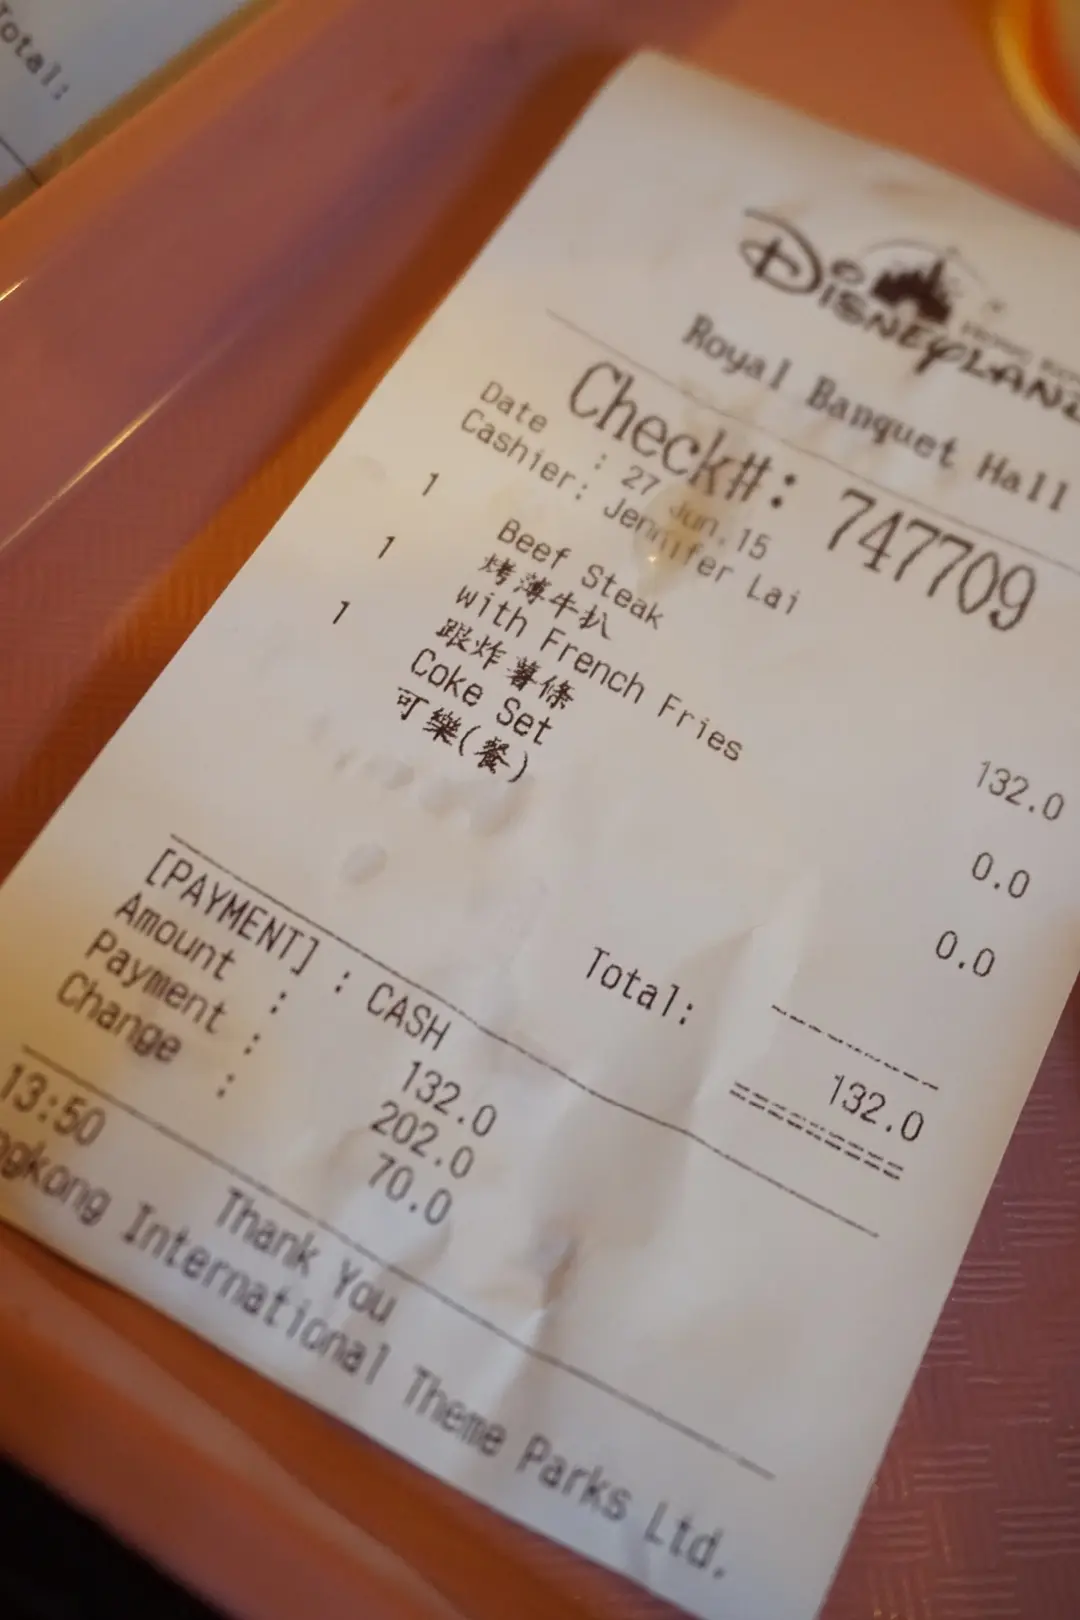 Total:
DISNEYLAND
Royal Banquet Hall
Check#: 747709
Date : 27 Jun.15
Cashier: Jennifer Lai
1 Beef Steak 132.0
烤薄牛扒
1 with French Fries 0.0
跟炸薯條
1 Coke Set 0.0
可樂(餐)
Total: 132.0
[PAYMENT] : CASH
Amount : 132.0
Payment : 202.0
Change : 70.0
13:50
Thank You
ngkong International Theme Parks Ltd.